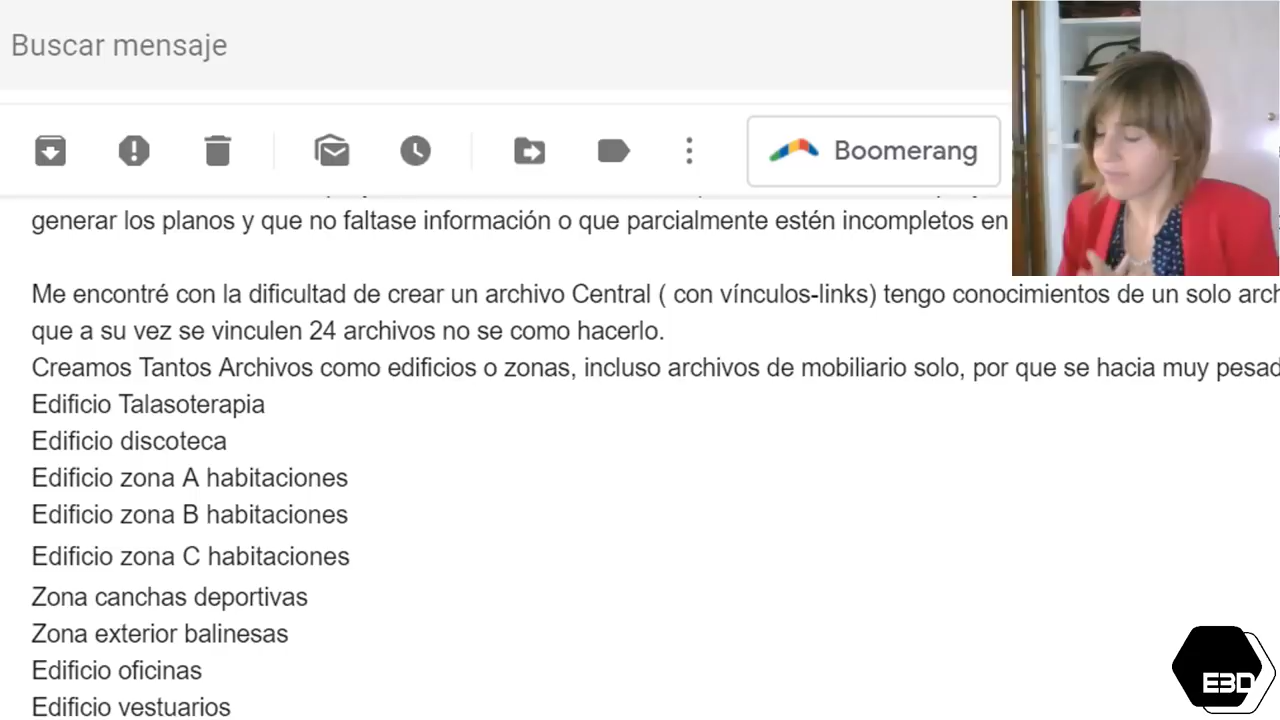 Buscar mensaje
Boomerang
generar los planos y que no faltase información o que parcialmente estén incompletos en
Me encontré con la dificultad de crear un archivo Central ( con vínculos-links) tengo conocimientos de un solo arch
que a su vez se vinculen 24 archivos no se como hacerlo.
Creamos Tantos Archivos como edificios o zonas, incluso archivos de mobiliario solo, por que se hacia muy pesad
Edificio Talasoterapia
Edificio discoteca
Edificio zona A habitaciones
Edificio zona B habitaciones
Edificio zona C habitaciones
Zona canchas deportivas
Zona exterior balinesas
Edificio oficinas
Edificio vestuarios
EBD